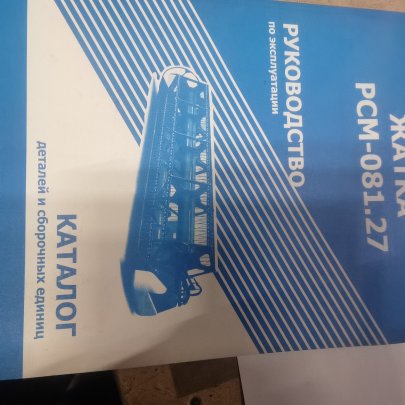 ЖАТКА
РСМ-081.27
РУКОВОДСТВО
по эксплуатации
КАТАЛОГ
деталей и сборочных единиц